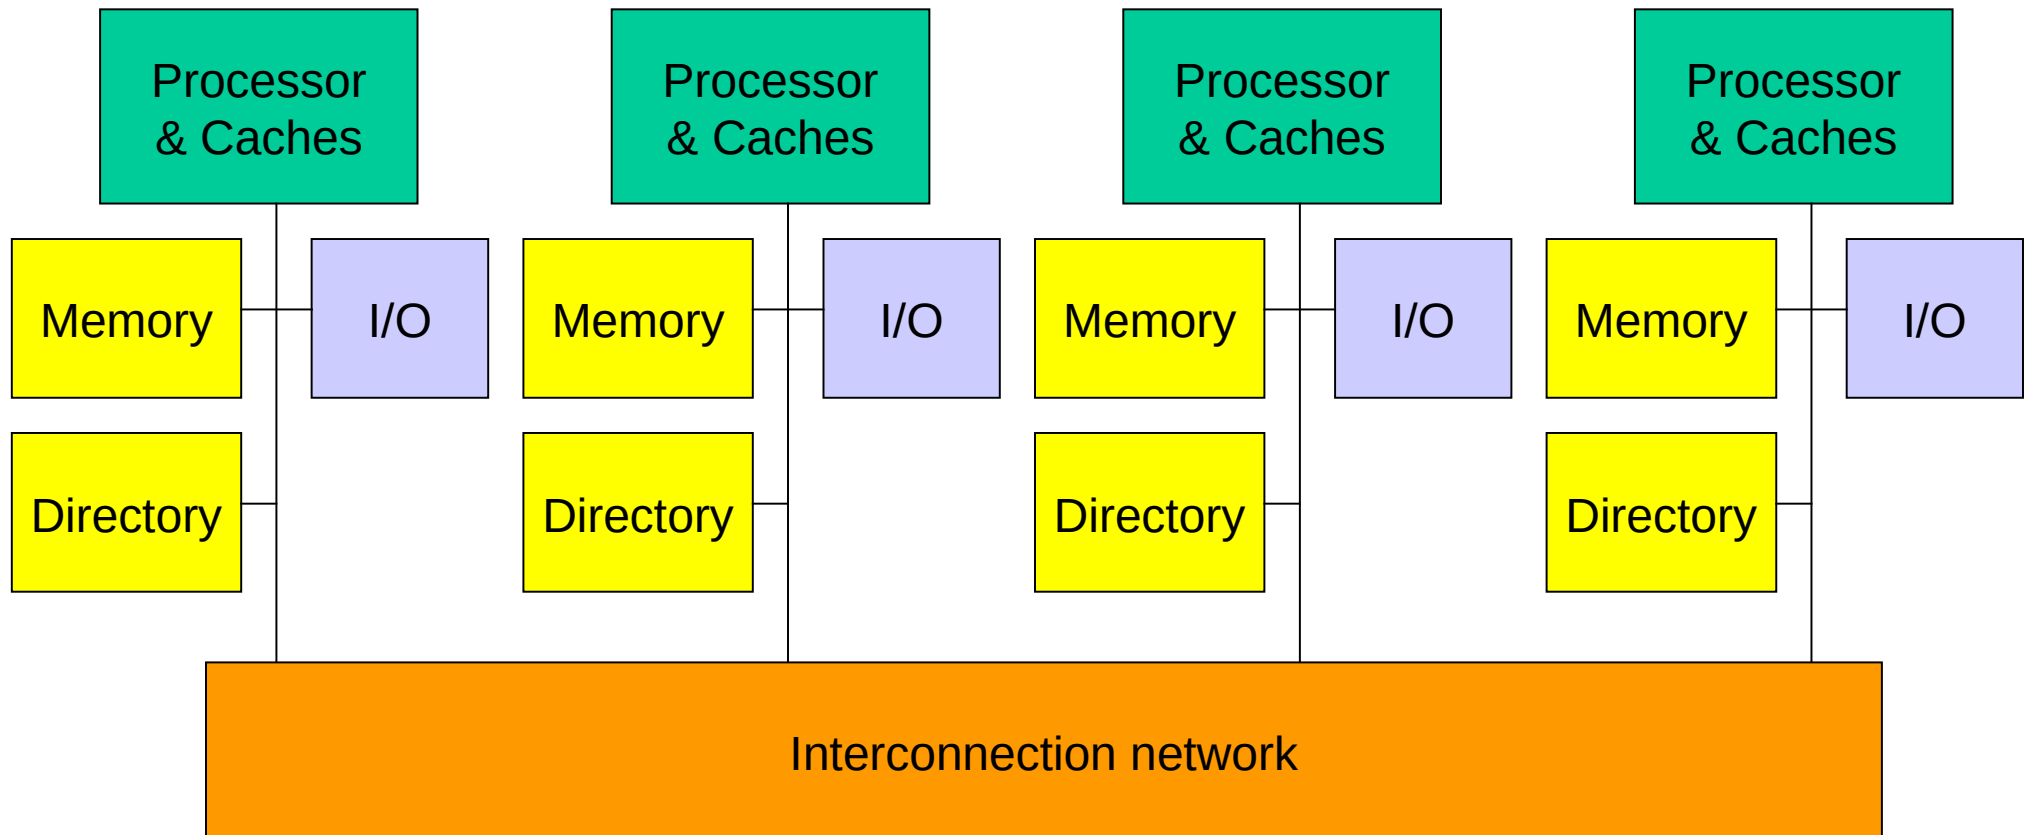 Processor
& Caches
Processor
& Caches
Processor
& Caches
Processor
& Caches
Memory
I/O
Memory
I/O
Memory
I/O
Memory
I/O
Directory
Directory
Directory
Directory
Interconnection network